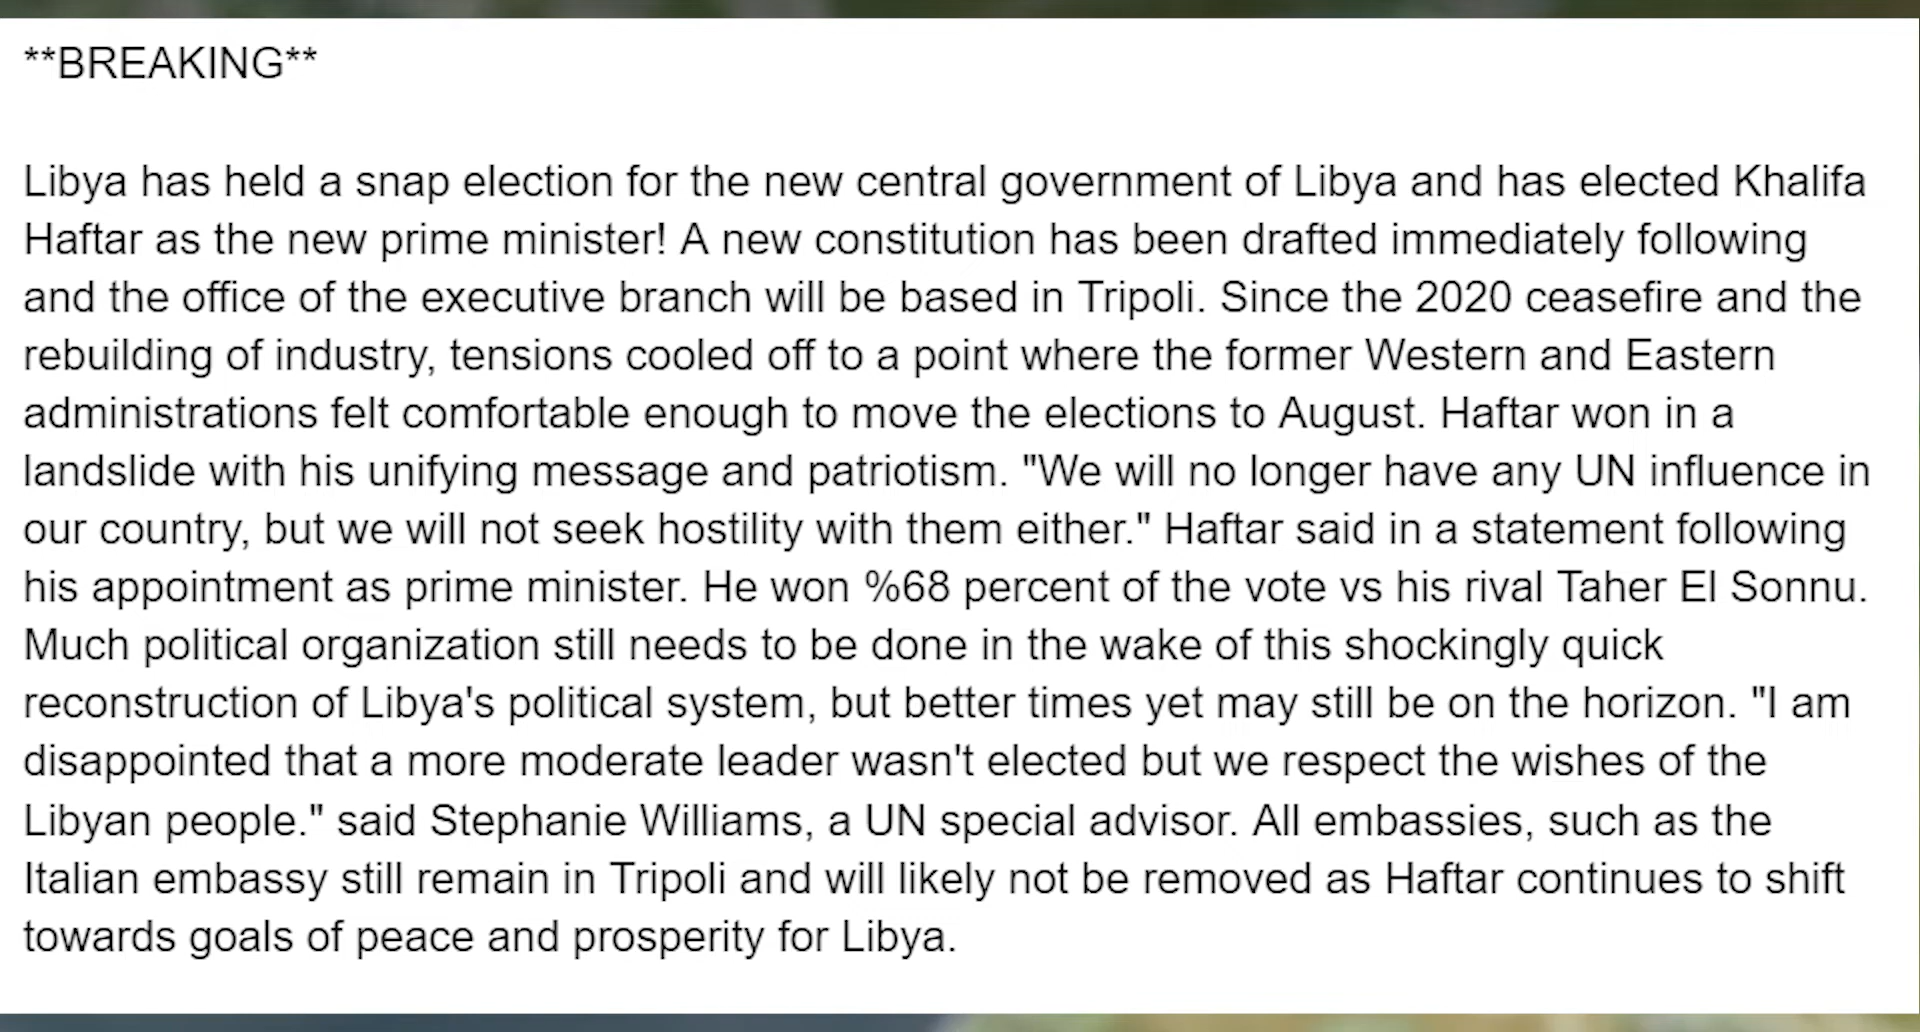 **BREAKING**
Libya has held a snap election for the new central government of Libya and has elected Khalifa
Haftar as the new prime minister! A new constitution has been drafted immediately following
and the office of the executive branch will be based in Tripoli. Since the 2020 ceasefire and the
rebuilding of industry, tensions cooled off to a point where the former Western and Eastern
administrations felt comfortable enough to move the elections to August. Haftar won in a
landslide with his unifying message and patriotism. "We will no longer have any UN influence in
our country, but we will not seek hostility with them either." Haftar said in a statement following
his appointment as prime minister. He won %68 percent of the vote vs his rival Taher El Sonnu.
Much political organization still needs to be done in the wake of this shockingly quick
reconstruction of Libya's political system, but better times yet may still be on the horizon. "I am
disappointed that a more moderate leader wasn't elected but we respect the wishes of the
Libyan people." said Stephanie Williams, a UN special advisor. All embassies, such as the
Italian embassy still remain in Tripoli and will likely not be removed as Haftar continues to shift
towards goals of peace and prosperity for Libya.